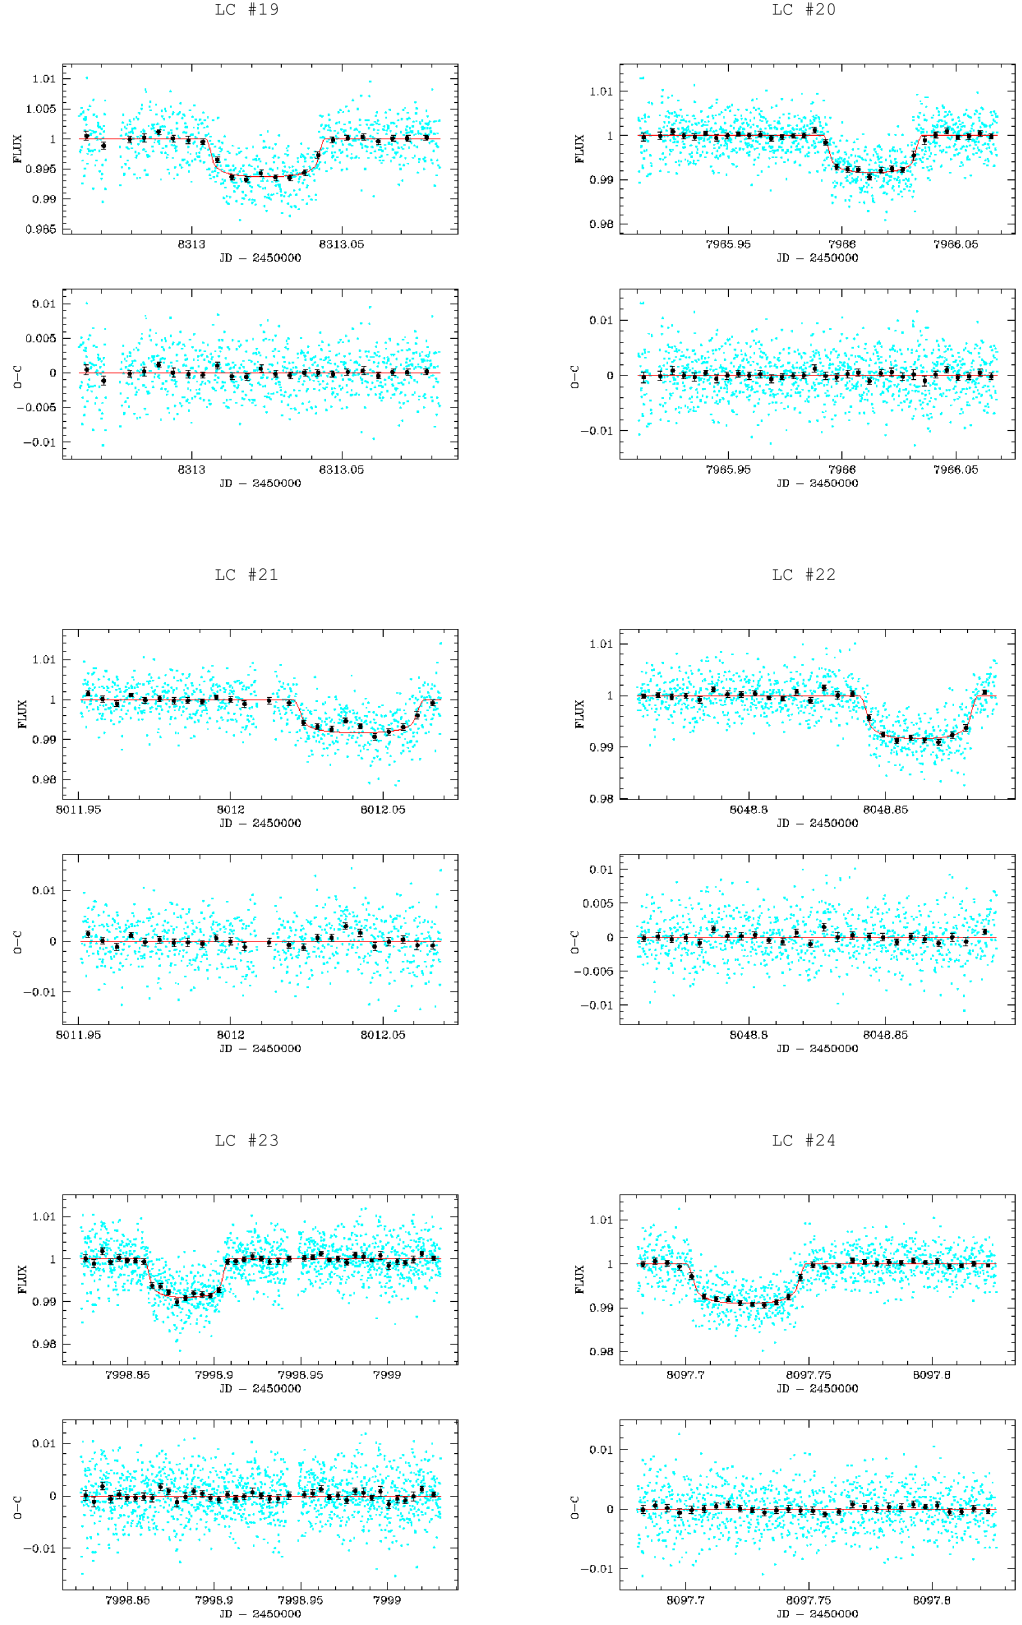 LC #19
LC #20
1.01
1.005
1
0.995
0.99
0.985
FLUX
8313
8313.05
JD - 2450000
1.01
1
0.99
0.98
FLUX
7965.95
7966
7966.05
JD - 2450000
0.01
0.005
0
-0.005
-0.01
O-C
8313
8313.05
JD - 2450000
0.01
0
-0.01
O-C
7965.95
7966
7966.05
JD - 2450000
LC #21
LC #22
1.01
1
0.99
0.98
FLUX
8011.95
8012
8012.05
JD - 2450000
1.01
1
0.99
0.98
FLUX
8048.8
8048.85
JD - 2450000
0.01
0
-0.01
O-C
8011.95
8012
8012.05
JD - 2450000
0.01
0.005
0
-0.005
-0.01
O-C
8048.8
8048.85
JD - 2450000
LC #23
LC #24
1.01
1
0.99
0.98
FLUX
7998.85
7998.9
7998.95
7999
JD - 2450000
1.01
1
0.99
0.98
FLUX
8097.7
8097.75
8097.8
JD - 2450000
0.01
0
-0.01
O-C
7998.85
7998.9
7998.95
7999
JD - 2450000
0.01
0
-0.01
O-C
8097.7
8097.75
8097.8
JD - 2450000